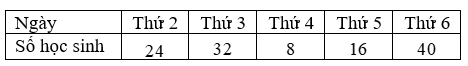 Ngày Thứ 2 Thứ 3 Thứ 4 Thứ 5 Thứ 6
Số học sinh 24 32 8 16 40